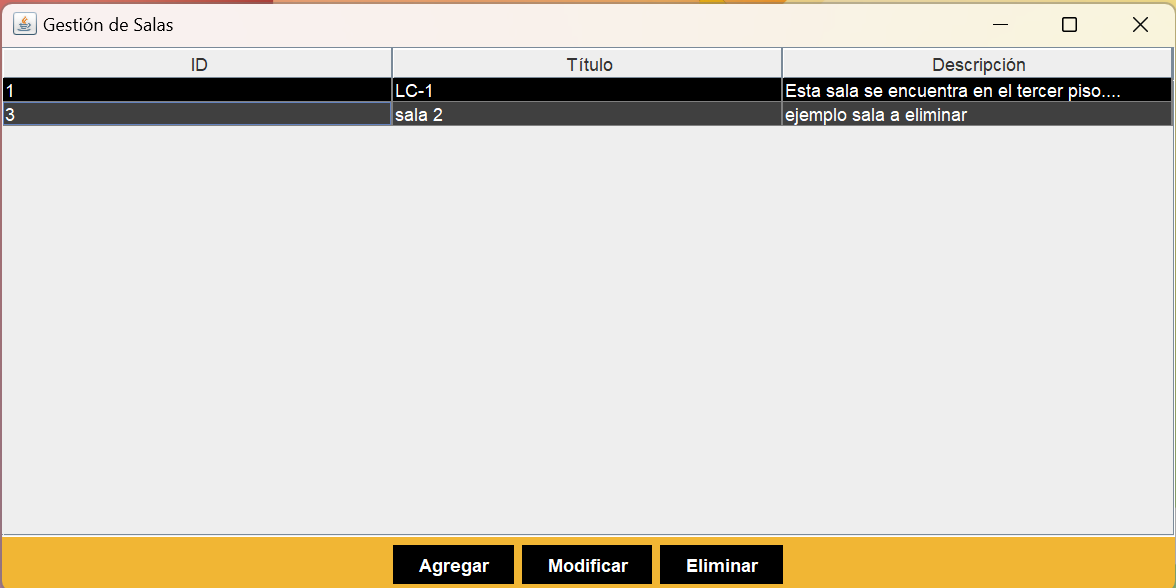 Gestión de Salas
ID Título Descripción
1 LC-1 Esta sala se encuentra en el tercer piso....
3 sala 2 ejemplo sala a eliminar
Agregar Modificar Eliminar